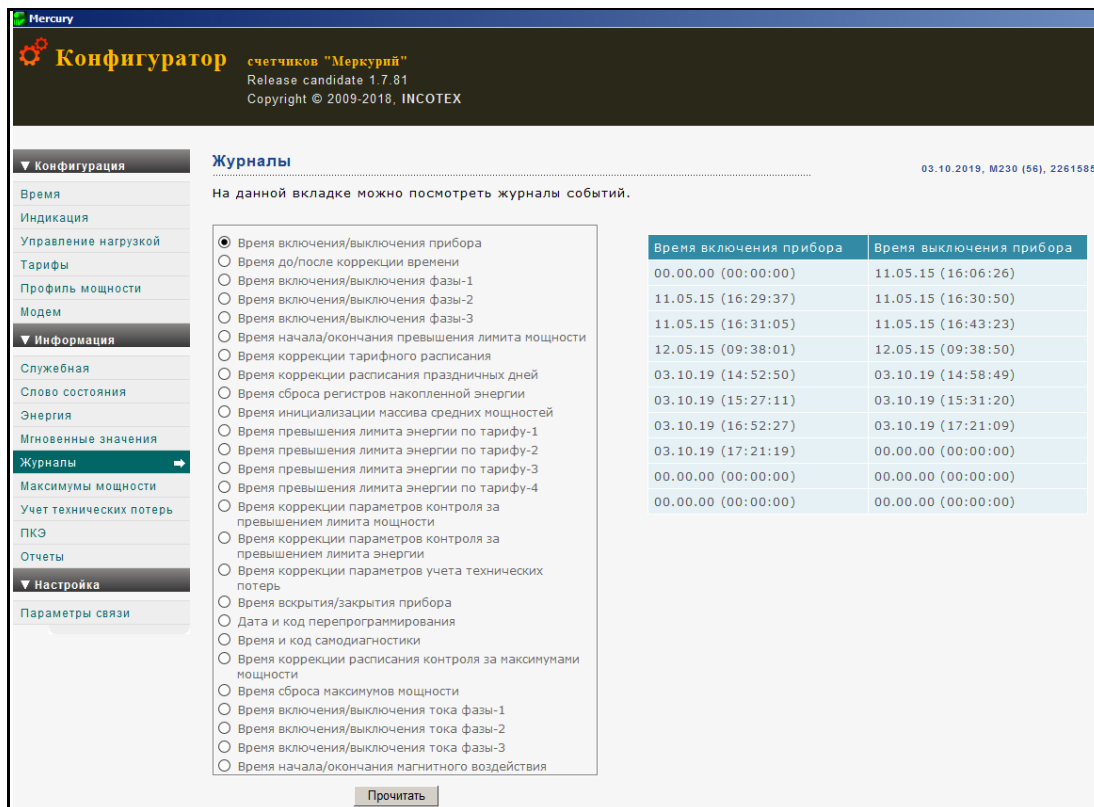 Mercury
Конфигуратор счетчиков "Меркурий"
Release candidate 1.7.81
Copyright © 2009-2018, INCOTEX
▼ Конфигурация
Время
Индикация
Управление нагрузкой
Тарифы
Профиль мощности
Модем
▼ Информация
Служебная
Слово состояния
Энергия
Мгновенные значения
Журналы
Максимумы мощности
Учет технических потерь
ПКЭ
Отчеты
▼ Настройка
Параметры связи
Журналы
03.10.2019, M230 (56), 2261585
На данной вкладке можно посмотреть журналы событий.
Время включения/выключения прибора
Время до/после коррекции времени
Время включения/выключения фазы-1
Время включения/выключения фазы-2
Время включения/выключения фазы-3
Время начала/окончания превышения лимита мощности
Время коррекции тарифного расписания
Время коррекции расписания праздничных дней
Время сброса регистров накопленной энергии
Время инициализации массива средних мощностей
Время превышения лимита энергии по тарифу-1
Время превышения лимита энергии по тарифу-2
Время превышения лимита энергии по тарифу-3
Время превышения лимита энергии по тарифу-4
Время коррекции параметров контроля за
превышением лимита мощности
Время коррекции параметров контроля за
превышением лимита энергии
Время коррекции параметров учета технических
потерь
Время вскрытия/закрытия прибора
Дата и код перепрограммирования
Время и код самодиагностики
Время коррекции расписания контроля за максимумами
мощности
Время сброса максимумов мощности
Время включения/выключения тока фазы-1
Время включения/выключения тока фазы-2
Время включения/выключения тока фазы-3
Время начала/окончания магнитного воздействия
Прочитать
Время включения прибора Время выключения прибора
00.00.00 (00:00:00) 11.05.15 (16:06:26)
11.05.15 (16:29:37) 11.05.15 (16:30:50)
11.05.15 (16:31:05) 11.05.15 (16:43:23)
12.05.15 (09:38:01) 12.05.15 (09:38:50)
03.10.19 (14:52:50) 03.10.19 (14:58:49)
03.10.19 (15:27:11) 03.10.19 (15:31:20)
03.10.19 (16:52:27) 03.10.19 (17:21:09)
03.10.19 (17:21:19) 00.00.00 (00:00:00)
00.00.00 (00:00:00) 00.00.00 (00:00:00)
00.00.00 (00:00:00) 00.00.00 (00:00:00)